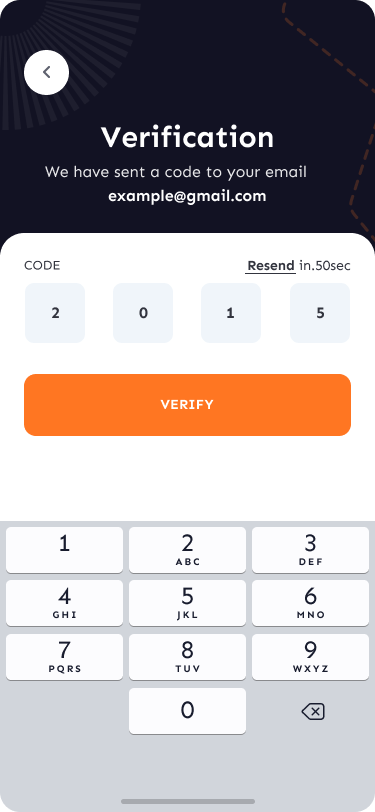 Verification
We have sent a code to your email
example@gmail.com
CODE Resend in.50sec
2 0 1 5
VERIFY
1 2 3
ABC DEF
4 5 6
GHI JKL MNO
7 8 9
PQRS TUV WXYZ
0